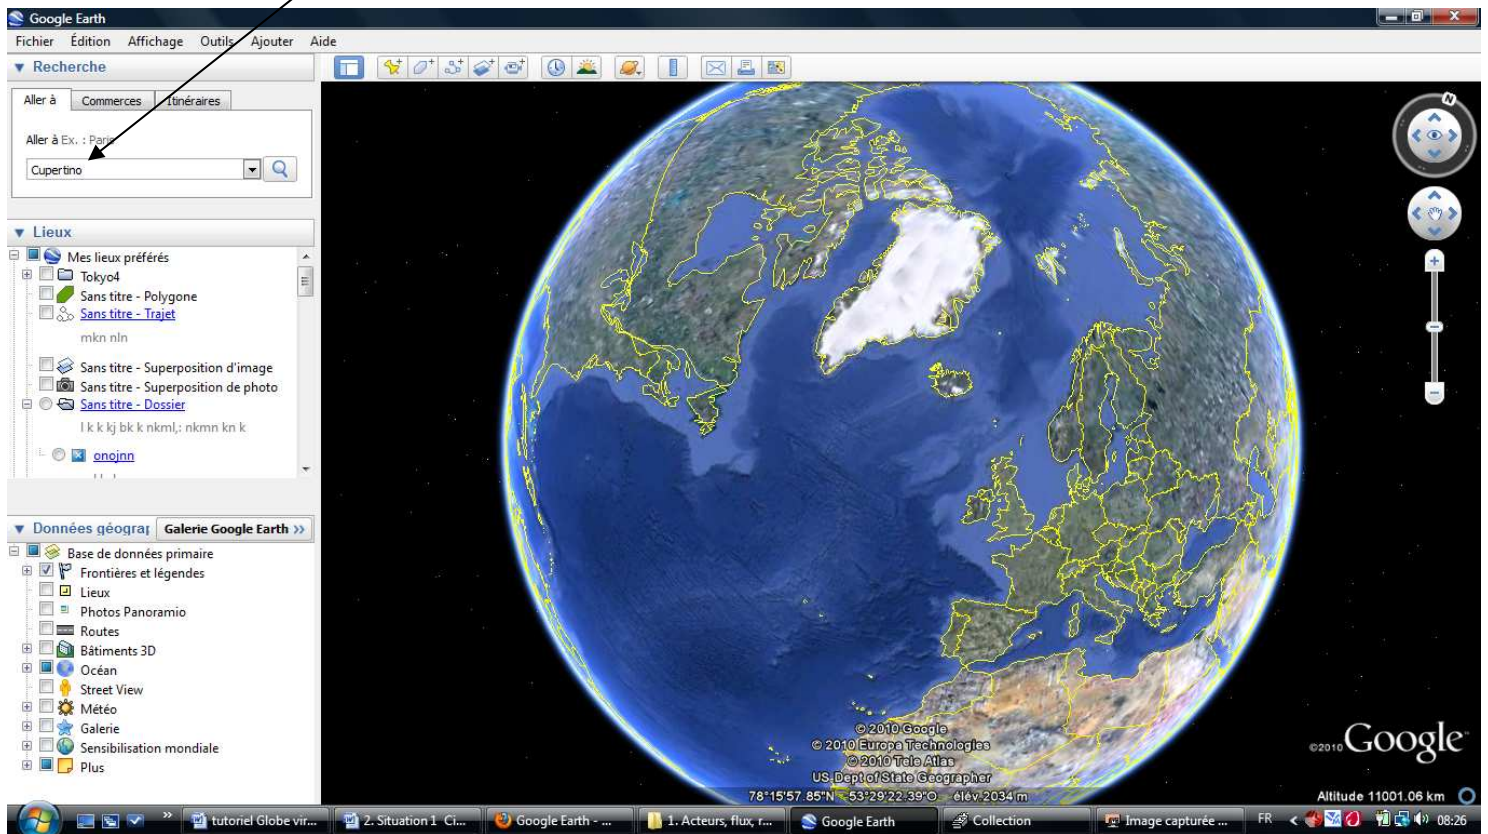 Google Earth
Fichier Édition Affichage Outils Ajouter Aide
Recherche
Aller à Commerces Itinéraires
Aller à Ex. : Paris
Cupertino
Lieux
Mes lieux préférés
Tokyo4
Sans titre - Polygone
Sans titre - Trajet
mkn nln
Sans titre - Superposition d'image
Sans titre - Superposition de photo
Sans titre - Dossier
l k k kj bk k nkml,: nkmn kn k
onojnn
Données géograp Galerie Google Earth >>
Base de données primaire
Frontières et légendes
Lieux
Photos Panoramio
Routes
Bâtiments 3D
Océan
Street View
Météo
Galerie
Sensibilisation mondiale
Plus
N
© 2010 Google
© 2010 Europa Technologies
© 2010 Tele Atlas
US Dept of State Geographer
©2010 Google
78°15'57.85"N 53°29'22.39"O élév. 2034 m
Altitude 11001.06 km
tutoriel Globe vir... 2. Situation 1 Ci... Google Earth - ... 1. Acteurs, flux, r... Google Earth Collection Image capturée ... FR 08:26